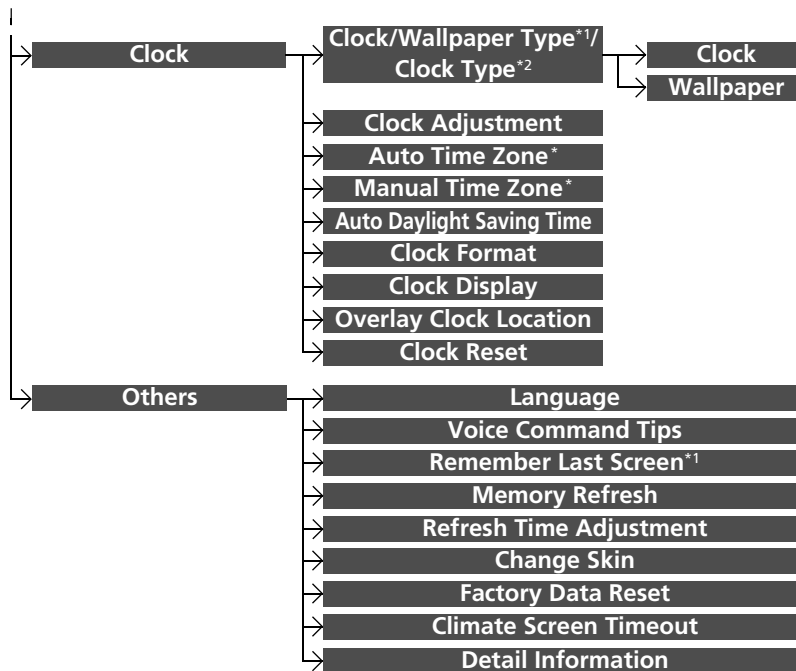 Clock
Clock/Wallpaper Type*1/
Clock Type*2
Clock
Wallpaper
Clock Adjustment
Auto Time Zone*
Manual Time Zone*
Auto Daylight Saving Time
Clock Format
Clock Display
Overlay Clock Location
Clock Reset
Others
Language
Voice Command Tips
Remember Last Screen*1
Memory Refresh
Refresh Time Adjustment
Change Skin
Factory Data Reset
Climate Screen Timeout
Detail Information